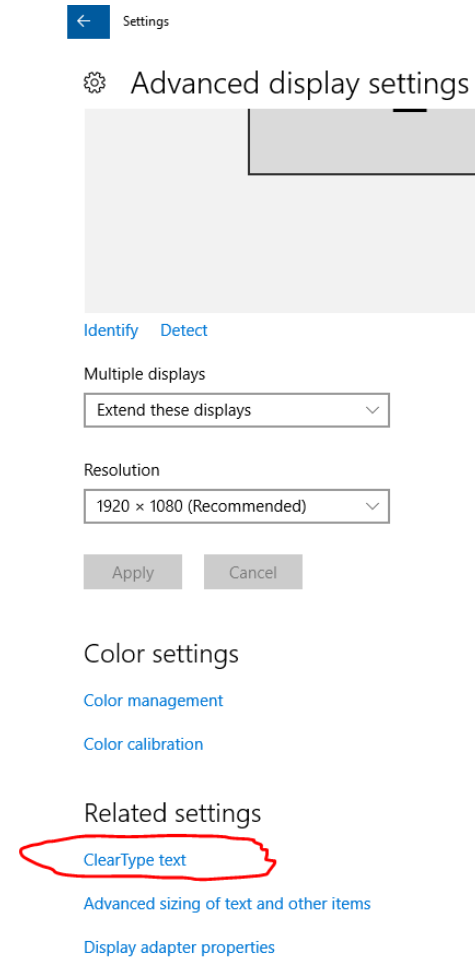 Settings
Advanced display settings
Identify Detect
Multiple displays
Extend these displays
Resolution
1920 × 1080 (Recommended)
Apply Cancel
Color settings
Color management
Color calibration
Related settings
ClearType text
Advanced sizing of text and other items
Display adapter properties